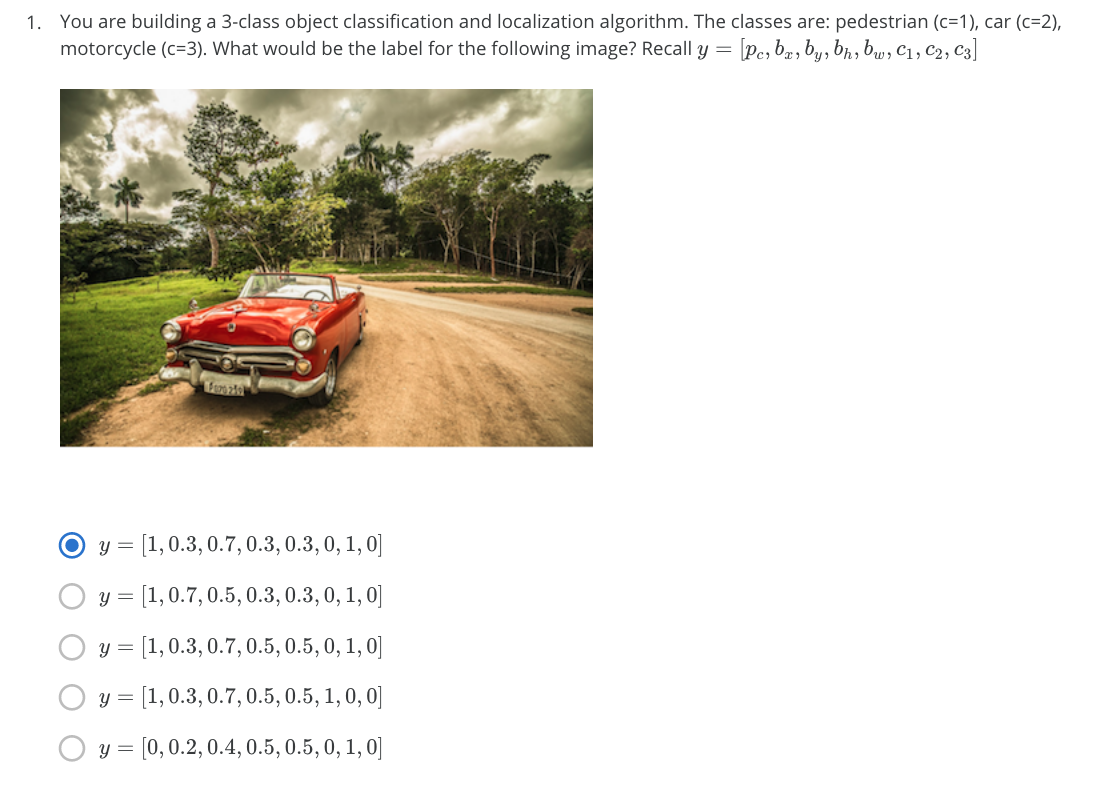 1. You are building a 3-class object classification and localization algorithm. The classes are: pedestrian (c=1), car (c=2),
motorcycle (c=3). What would be the label for the following image? Recall y = [p_c, b_x, b_y, b_h, b_w, c_1, c_2, c_3]
y = [1, 0.3, 0.7, 0.3, 0.3, 0, 1, 0]
y = [1, 0.7, 0.5, 0.3, 0.3, 0, 1, 0]
y = [1, 0.3, 0.7, 0.5, 0.5, 0, 1, 0]
y = [1, 0.3, 0.7, 0.5, 0.5, 1, 0, 0]
y = [0, 0.2, 0.4, 0.5, 0.5, 0, 1, 0]